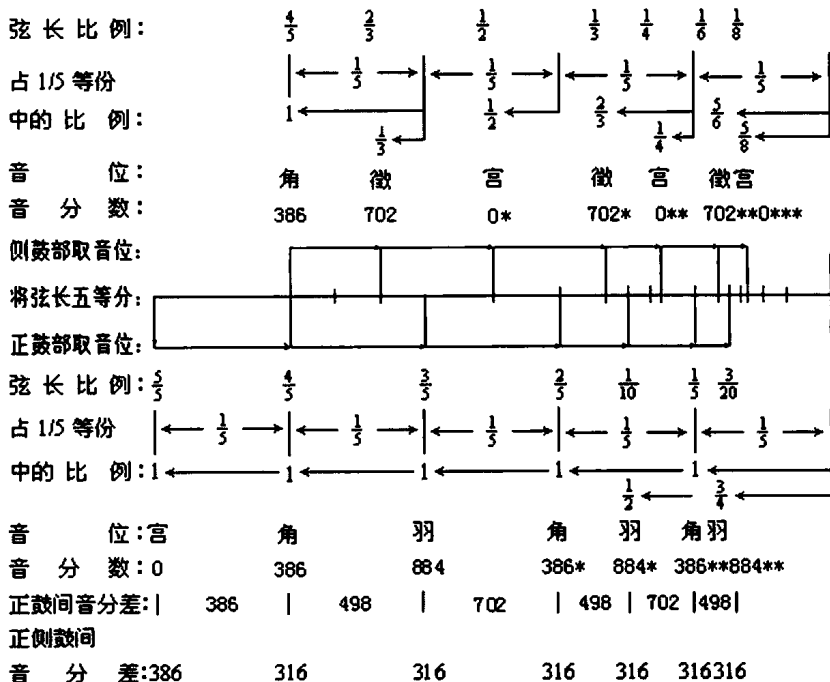 弦长比例: 4/5 2/3 1/2 1/3 1/4 1/6 1/8
占1/5等份 1/5 1/5 1/5 1/5
中的比例: 1 1/3 1/2 2/3 1/4 5/6 5/8
音位: 角 徵 宫 徵 宫 徵宫
音分数: 386 702 0* 702* 0** 702**0***
侧鼓部取音位:
将弦长五等分:
正鼓部取音位:
弦长比例: 5/5 4/5 3/5 2/5 1/10 1/5 3/20
占1/5等份 1/5 1/5 1/5 1/5 1/5
中的比例: 1 1 1 1 1 1/2 3/4
音位:宫 角 羽 角 羽 角羽
音分数:0 386 884 386* 884* 386**884**
正鼓间音分差:| 386 | 498 | 702 | 498 | 702 |498|
正侧鼓间
音分差:386 316 316 316 316 316316